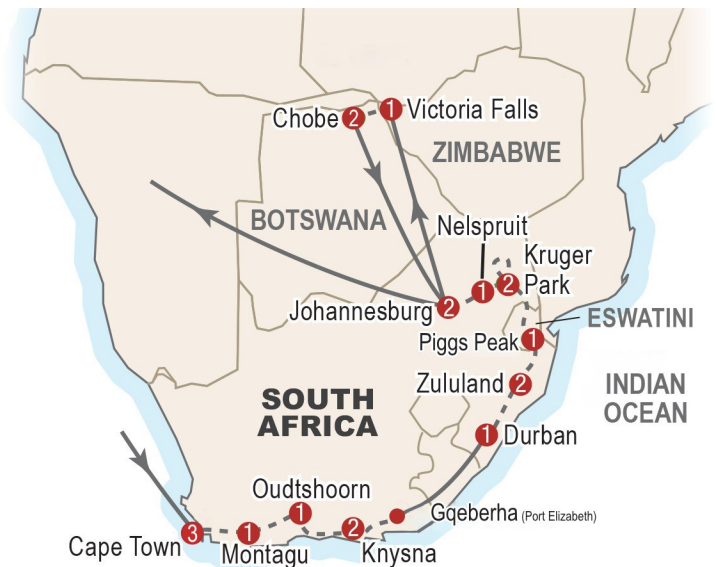 Chobe 2
1 Victoria Falls
ZIMBABWE
BOTSWANA
Nelspruit
1
Kruger
2 Park
Johannesburg 2
ESWATINI
Piggs Peak 1
Zululand 2
INDIAN
OCEAN
SOUTH
AFRICA
1 Durban
Oudtshoorn
1
Gqeberha (Port Elizabeth)
Cape Town 3
1
Montagu
2
Knysna